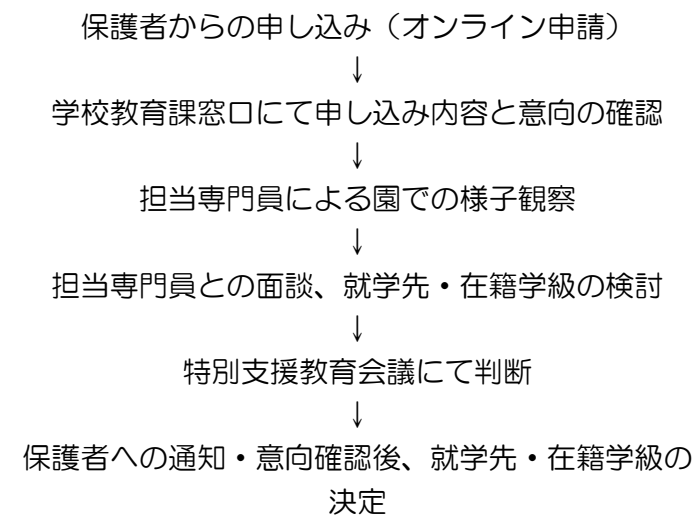 保護者からの申し込み（オンライン申請）
↓
学校教育課窓口にて申し込み内容と意向の確認
↓
担当専門員による園での様子観察
↓
担当専門員との面談、就学先・在籍学級の検討
↓
特別支援教育会議にて判断
↓
保護者への通知・意向確認後、就学先・在籍学級の
決定